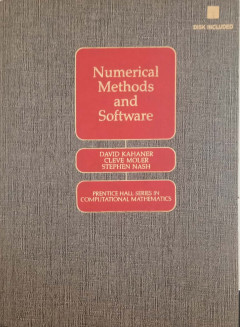 DISK INCLUDED
Numerical
Methods and
Software
DAVID KAHANER
CLEVE MOLER
STEPHEN NASH
PRENTICE HALL SERIES IN
COMPUTATIONAL MATHEMATICS